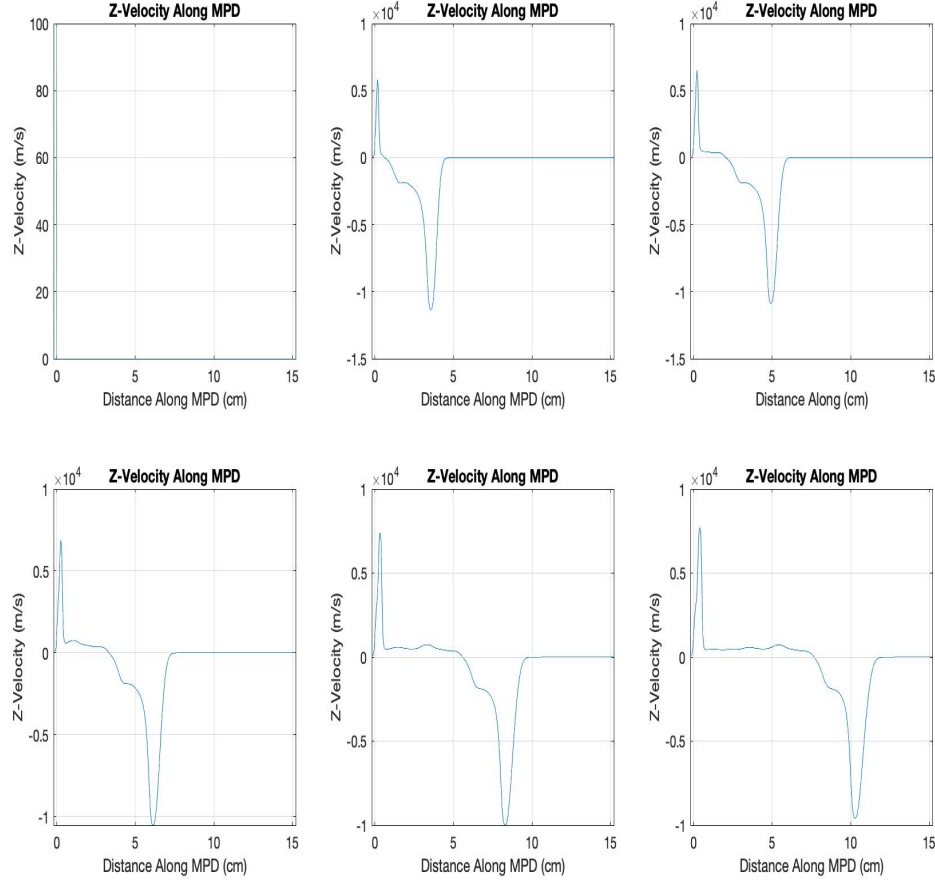 Z-Velocity Along MPD
100
80
60
40
20
0
0 5 10 15
Z-Velocity (m/s)
Distance Along MPD (cm)
×10^4
Z-Velocity Along MPD
1
0.5
0
-0.5
-1
-1.5
0 5 10 15
Z-Velocity (m/s)
Distance Along MPD (cm)
×10^4
Z-Velocity Along MPD
1
0.5
0
-0.5
-1
-1.5
0 5 10 15
Z-Velocity (m/s)
Distance Along (cm)
×10^4
Z-Velocity Along MPD
1
0.5
0
-0.5
-1
0 5 10 15
Z-Velocity (m/s)
Distance Along MPD (cm)
×10^4
Z-Velocity Along MPD
1
0.5
0
-0.5
-1
0 5 10 15
Z-Velocity (m/s)
Distance Along MPD (cm)
×10^4
Z-Velocity Along MPD
1
0.5
0
-0.5
-1
0 5 10 15
Z-Velocity (m/s)
Distance Along MPD (cm)